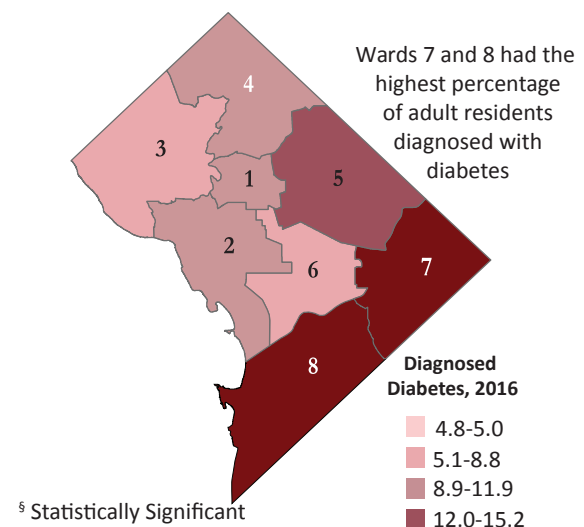 Wards 7 and 8 had the
highest percentage
of adult residents
diagnosed with
diabetes
4
3
1
5
2
6
7
8
Diagnosed
Diabetes, 2016
4.8-5.0
5.1-8.8
8.9-11.9
12.0-15.2
§ Statistically Significant